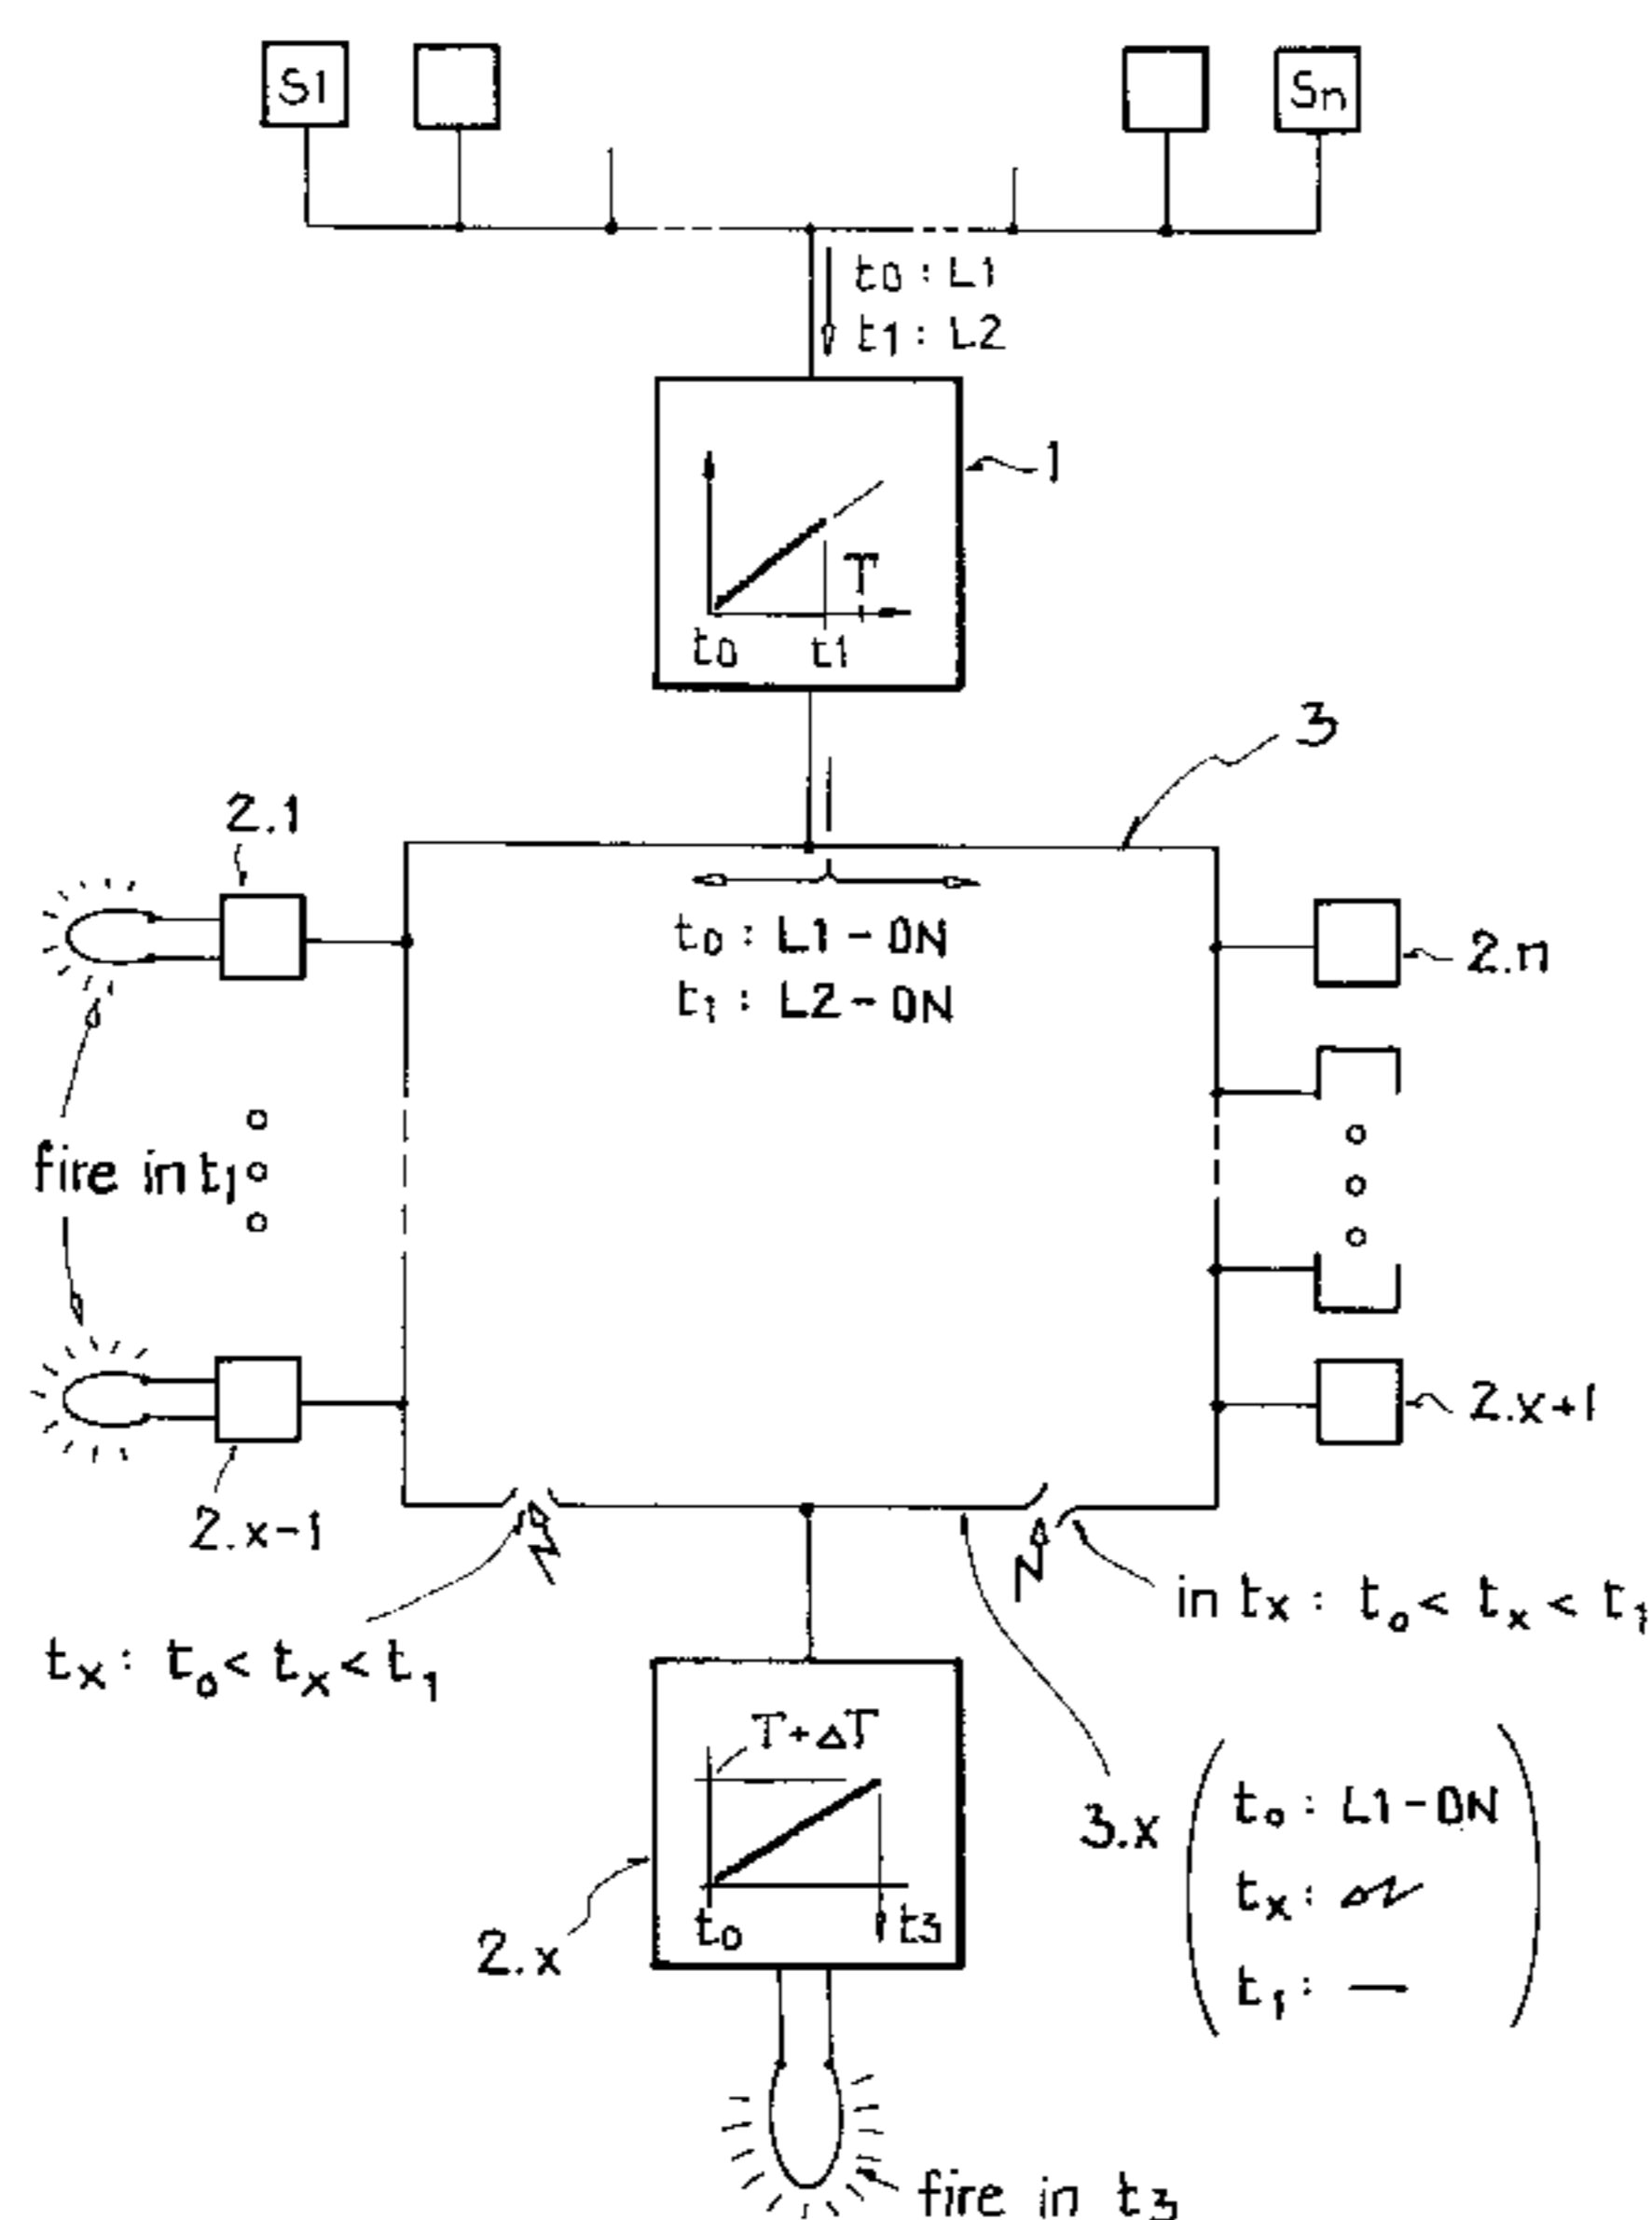 S1
Sn
t0 : L1
t1 : L2
1
T
t0
t1
3
2.1
t0 : L1-ON
t1 : L2-ON
2.n
fire in t1
2.x-1
2.x+1
tx : t0 < tx < t1
in tx : t0 < tx < t1
T+ΔT
t0
t3
2.x
3.x
t0 : L1-ON
tx :
t1 : —
fire in t3